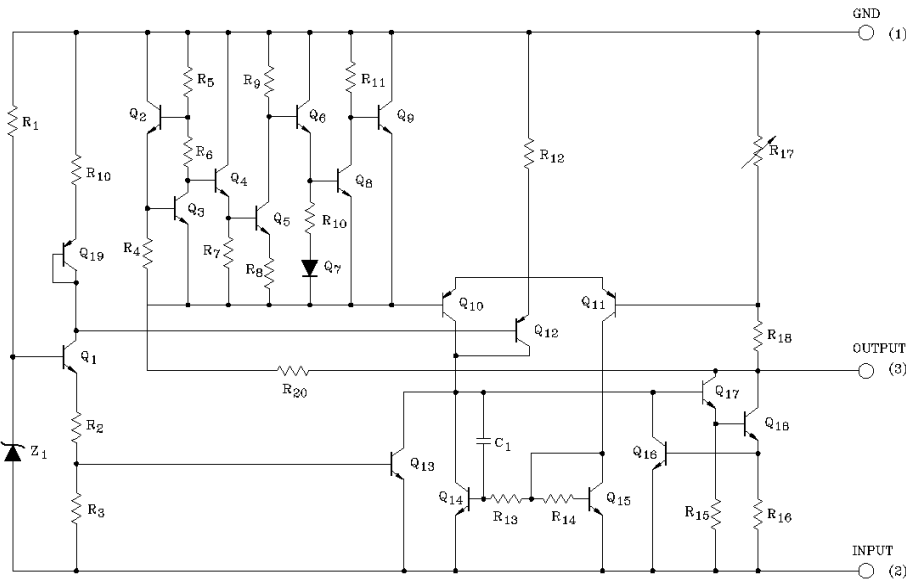 GND
(1)
R5
R9
R11
Q2
Q6
Q9
R1
R6
R12
R17
R10
Q4
Q8
Q3
Q5
R10
R4
R7
Q19
R8
Q7
Q10
Q11
Q12
R18
Q1
OUTPUT
(3)
R20
Q17
R2
Q18
C1
Z1
Q13
Q16
Q14
Q15
R3
R13
R14
R15
R16
INPUT
(2)